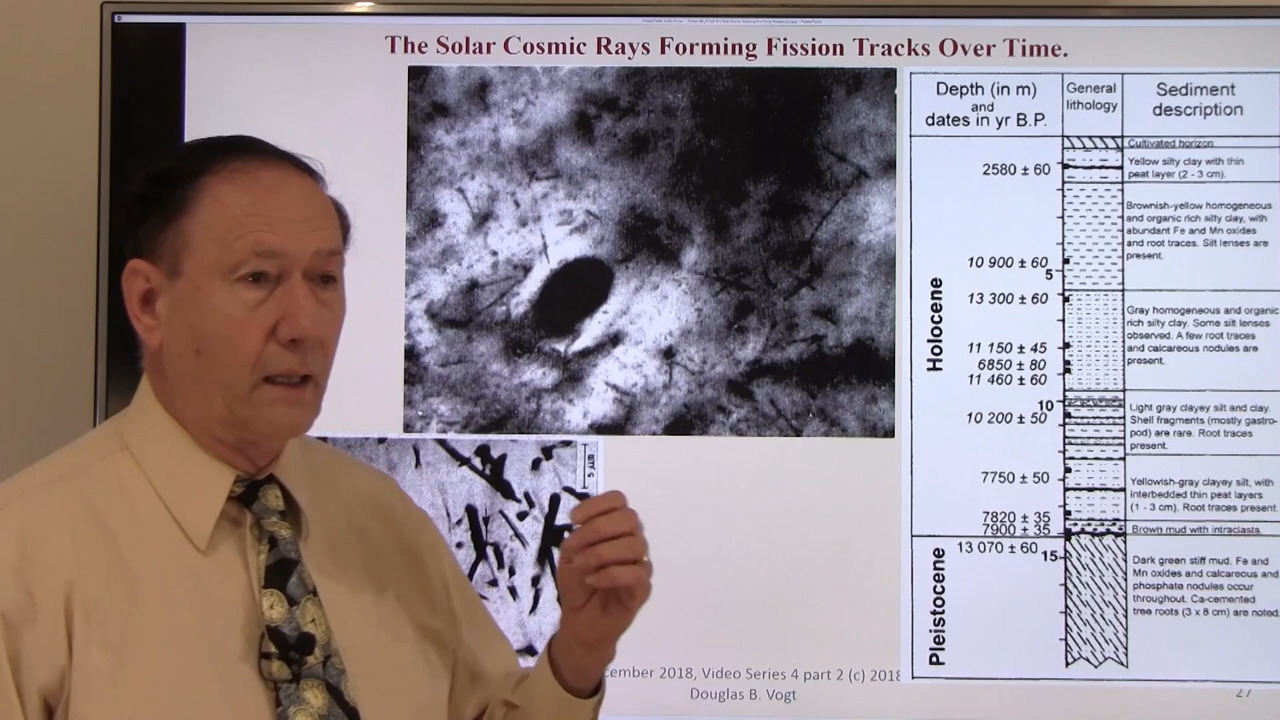 The Solar Cosmic Rays Forming Fission Tracks Over Time.
Depth (in m)
and
dates in yr B.P.
General
lithology
Sediment
description
Holocene
Pleistocene
2580 ± 60
10 900 ± 60
5
13 300 ± 60
11 150 ± 45
6850 ± 80
11 460 ± 60
10
10 200 ± 50
7750 ± 50
7820 ± 35
7900 ± 35
13 070 ± 60
15
Cultivated horizon
Yellow silty clay with thin
peat layer (2 - 3 cm).
Brownish-yellow homogeneous
and organic rich silty clay, with
abundant Fe and Mn oxides
and root traces. Silt lenses are
present.
Gray homogeneous and organic
rich silty clay. Some silt lenses
observed. A few root traces
and calcareous nodules are
present.
Light gray clayey silt and clay.
Shell fragments (mostly gastro-
pod) are rare. Root traces
present.
Yellowish-gray clayey silt, with
interbedded thin peat layers
(1 - 3 cm). Root traces present.
Brown mud with intraclasts
Dark green stiff mud. Fe and
Mn oxides and calcareous and
phosphate nodules occur
throughout. Ca-cemented
tree roots (3 x 8 cm) are noted.
5 μm
cember 2018, Video Series 4 part 2 (c) 2018
Douglas B. Vogt
27